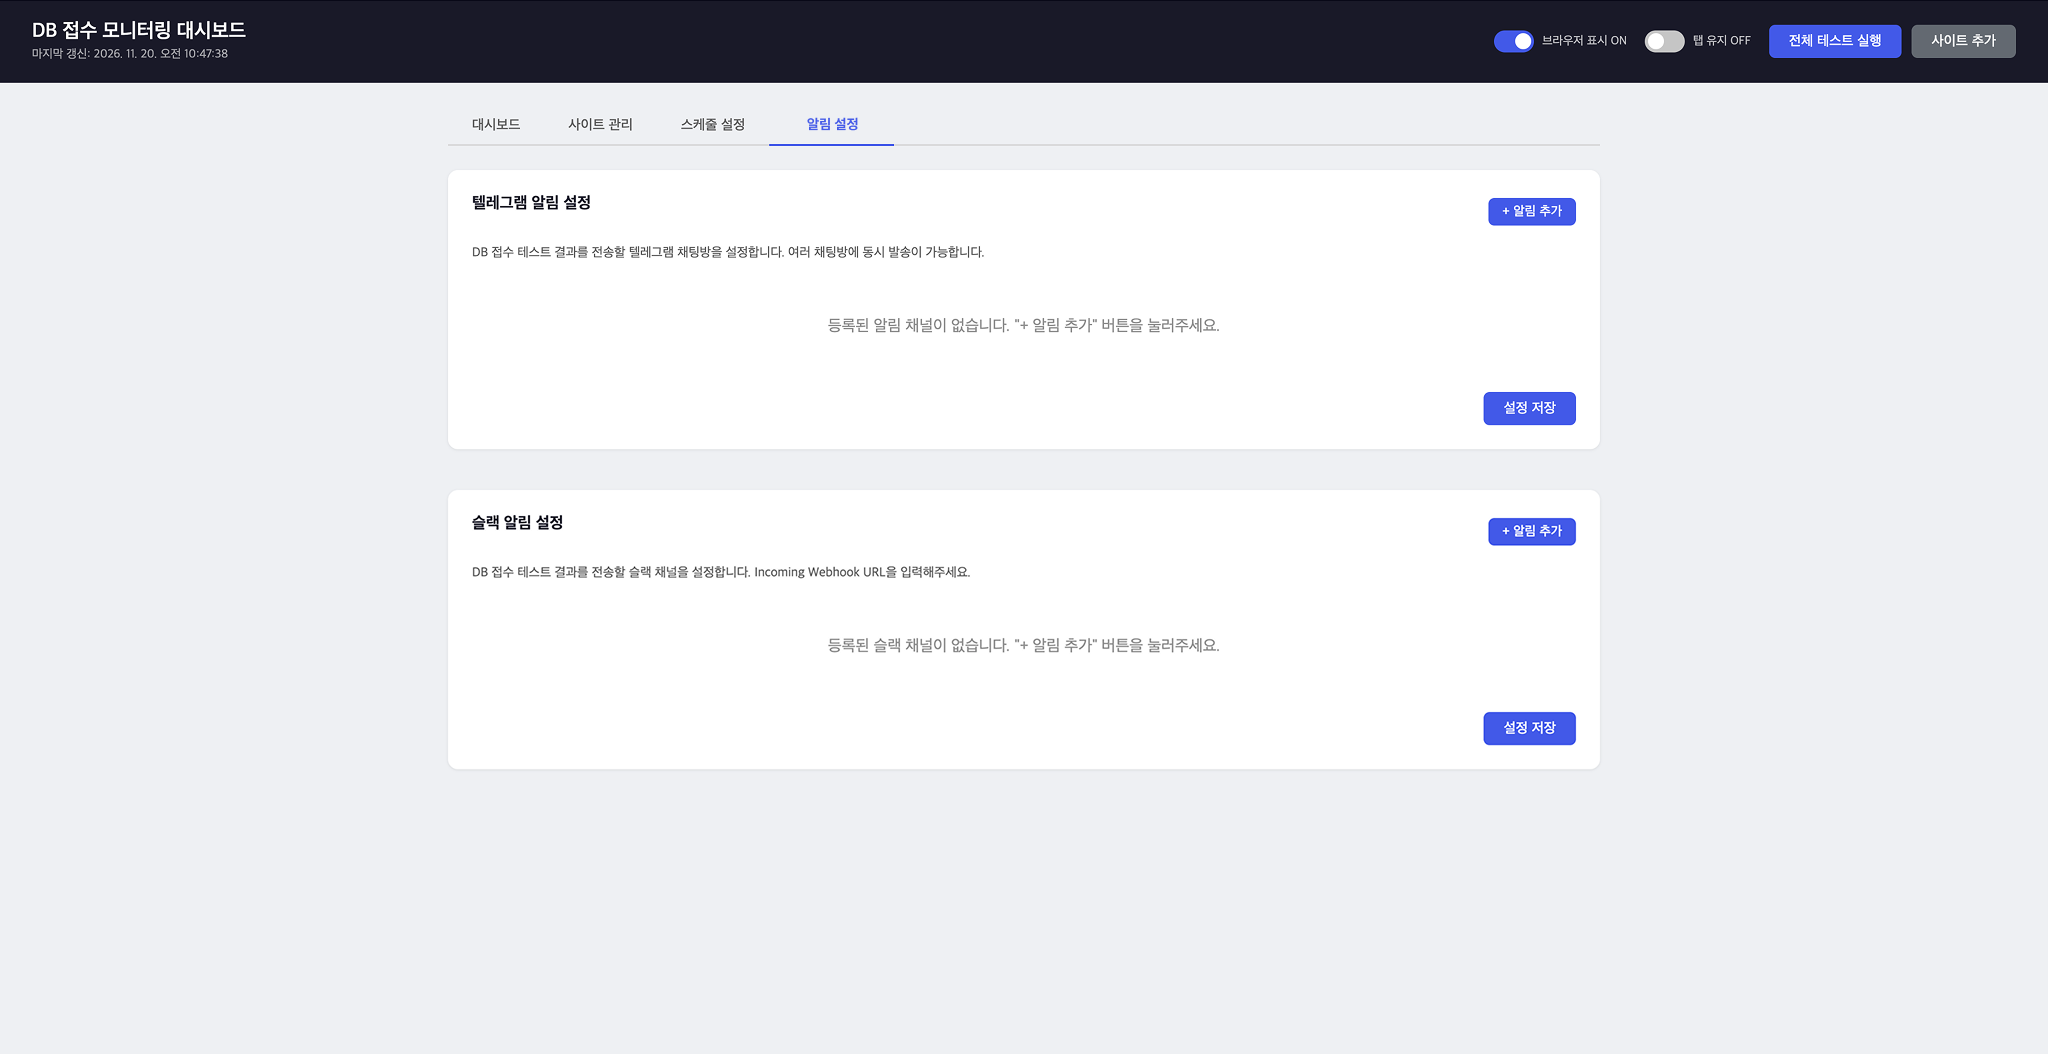 DB 접수 모니터링 대시보드
마지막 갱신: 2026. 11. 20. 오전 10:47:38
브라우저 표시 ON
탭 유지 OFF
전체 테스트 실행
사이트 추가
대시보드
사이트 관리
스케줄 설정
알림 설정
텔레그램 알림 설정
+ 알림 추가
DB 접수 테스트 결과를 전송할 텔레그램 채팅방을 설정합니다. 여러 채팅방에 동시 발송이 가능합니다.
등록된 알림 채널이 없습니다. "+ 알림 추가" 버튼을 눌러주세요.
설정 저장
슬랙 알림 설정
+ 알림 추가
DB 접수 테스트 결과를 전송할 슬랙 채널을 설정합니다. Incoming Webhook URL을 입력해주세요.
등록된 슬랙 채널이 없습니다. "+ 알림 추가" 버튼을 눌러주세요.
설정 저장